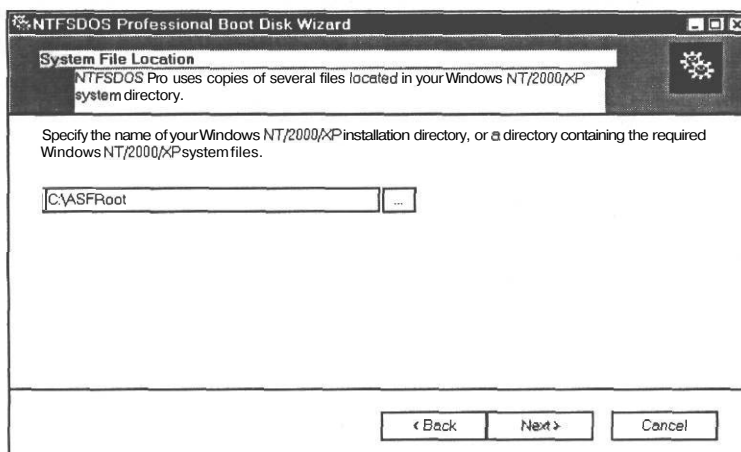 NTFSDOS Professional Boot Disk Wizard
System File Location
NTFSDOS Pro uses copies of several files located in your Windows NT/2000/XP
system directory.
Specify the name of your Windows NT/2000/XP installation directory, or a directory containing the required
Windows NT/2000/XP system files.
C:\ASFRoot
...
< Back
Next >
Cancel